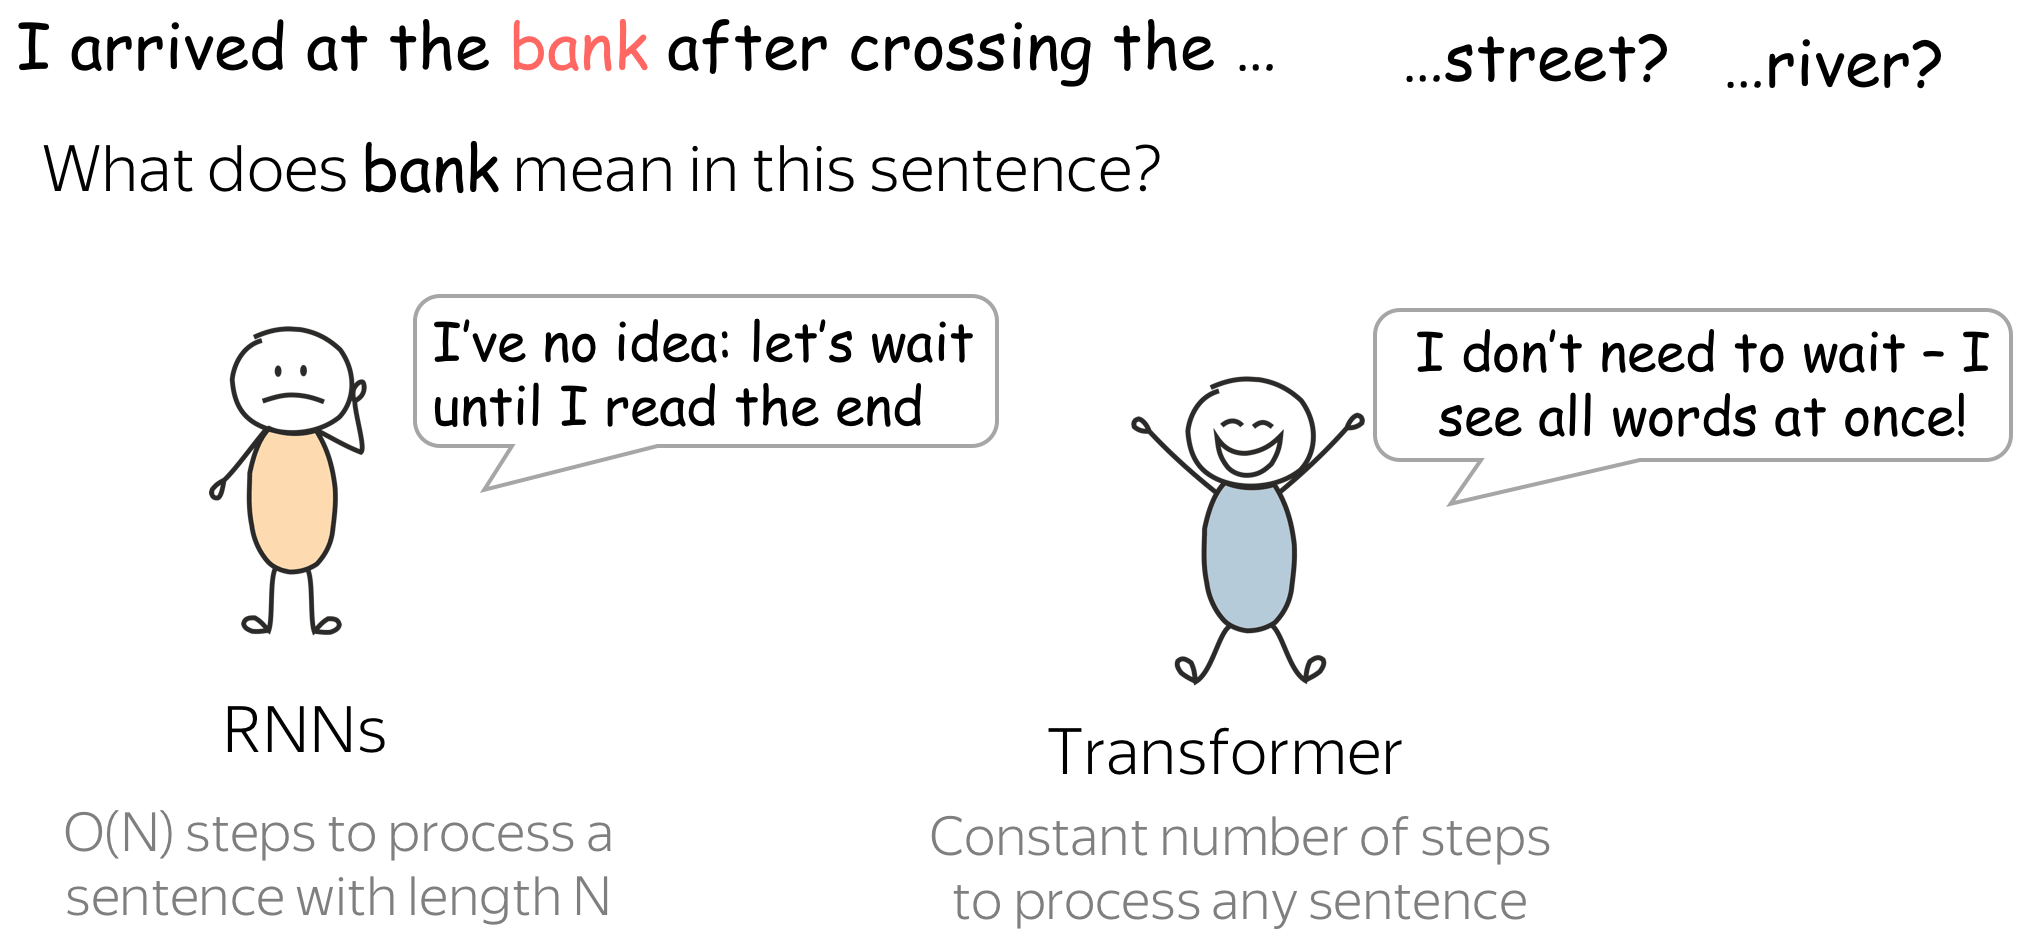 I arrived at the bank after crossing the ... ...street? ...river?
What does bank mean in this sentence?
I've no idea: let's wait
until I read the end
I don't need to wait – I
see all words at once!
RNNs
O(N) steps to process a
sentence with length N
Transformer
Constant number of steps
to process any sentence